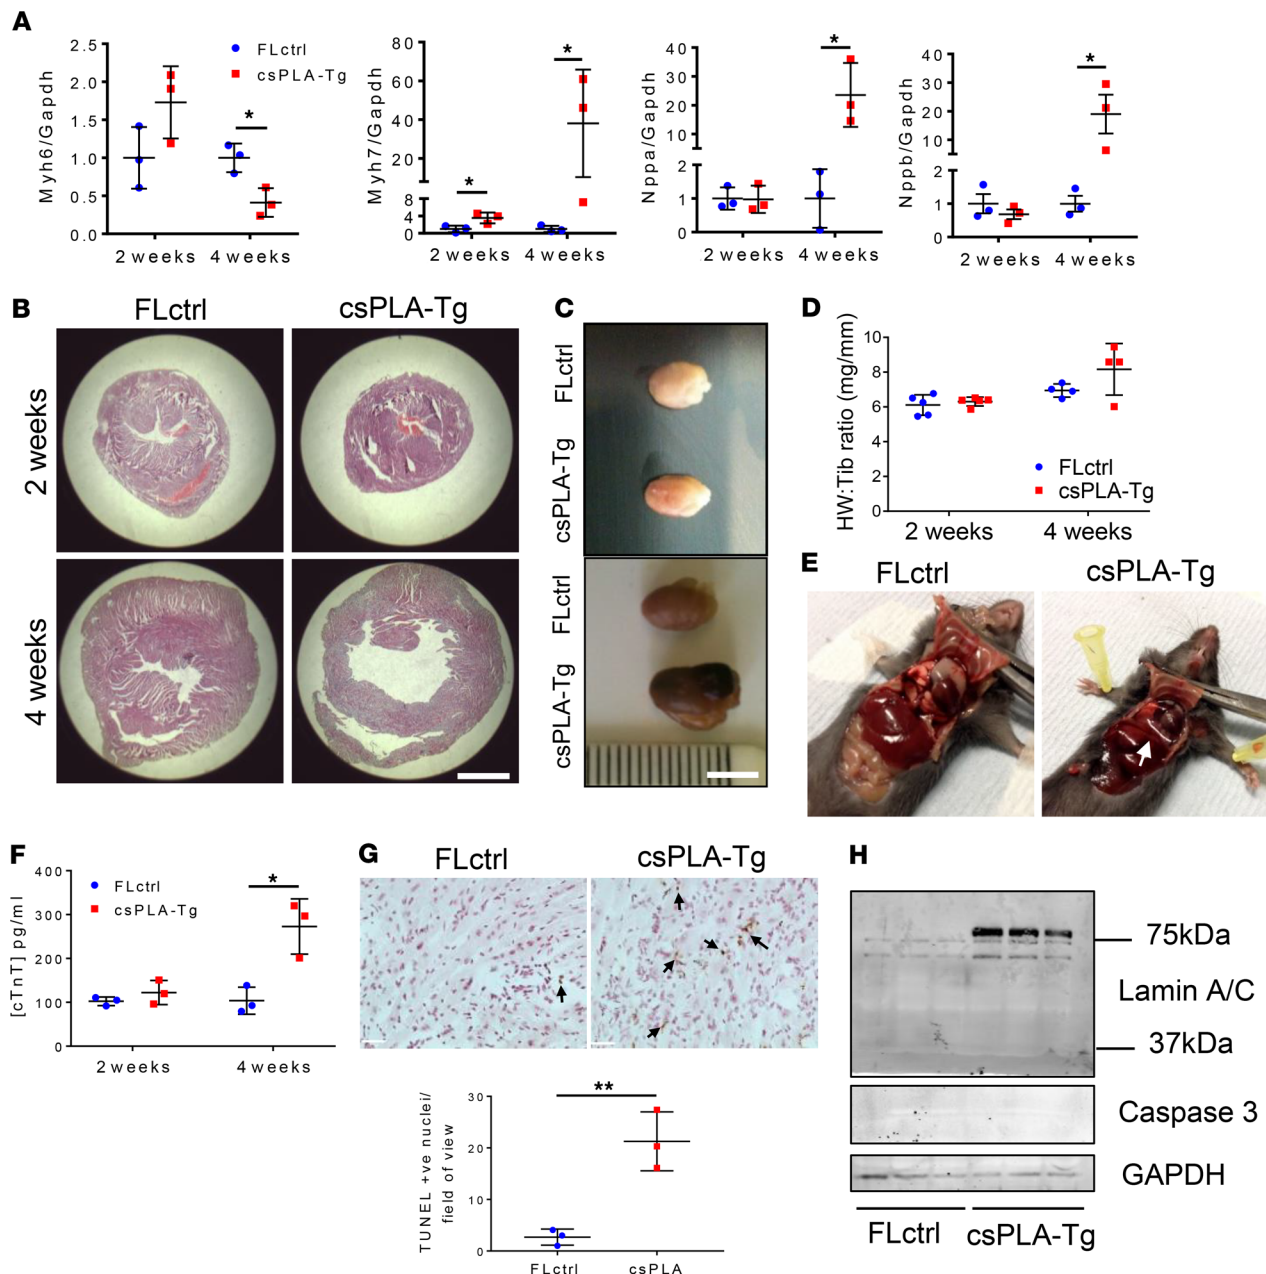 A
Myh6/Gapdh
2.5
2.0
1.5
1.0
0.5
0.0
FLctrl
csPLA-Tg
*
2 weeks
4 weeks
Myh7/Gapdh
80
60
40
20
8
4
0
*
*
2 weeks
4 weeks
Nppa/Gapdh
40
30
20
10
2
1
0
*
2 weeks
4 weeks
Nppb/Gapdh
40
30
20
10
2
1
0
*
2 weeks
4 weeks
B
FLctrl
csPLA-Tg
2 weeks
4 weeks
C
FLctrl
csPLA-Tg
FLctrl
csPLA-Tg
D
HW:Tib ratio (mg/mm)
10
8
6
4
2
0
FLctrl
csPLA-Tg
2 weeks
4 weeks
E
FLctrl
csPLA-Tg
F
[cTnT] pg/ml
400
300
200
100
0
FLctrl
csPLA-Tg
*
2 weeks
4 weeks
G
FLctrl
csPLA-Tg
TUNEL +ve nuclei/
field of view
30
20
10
0
**
FLctrl
csPLA
H
75kDa
Lamin A/C
37kDa
Caspase 3
GAPDH
FLctrl
csPLA-Tg